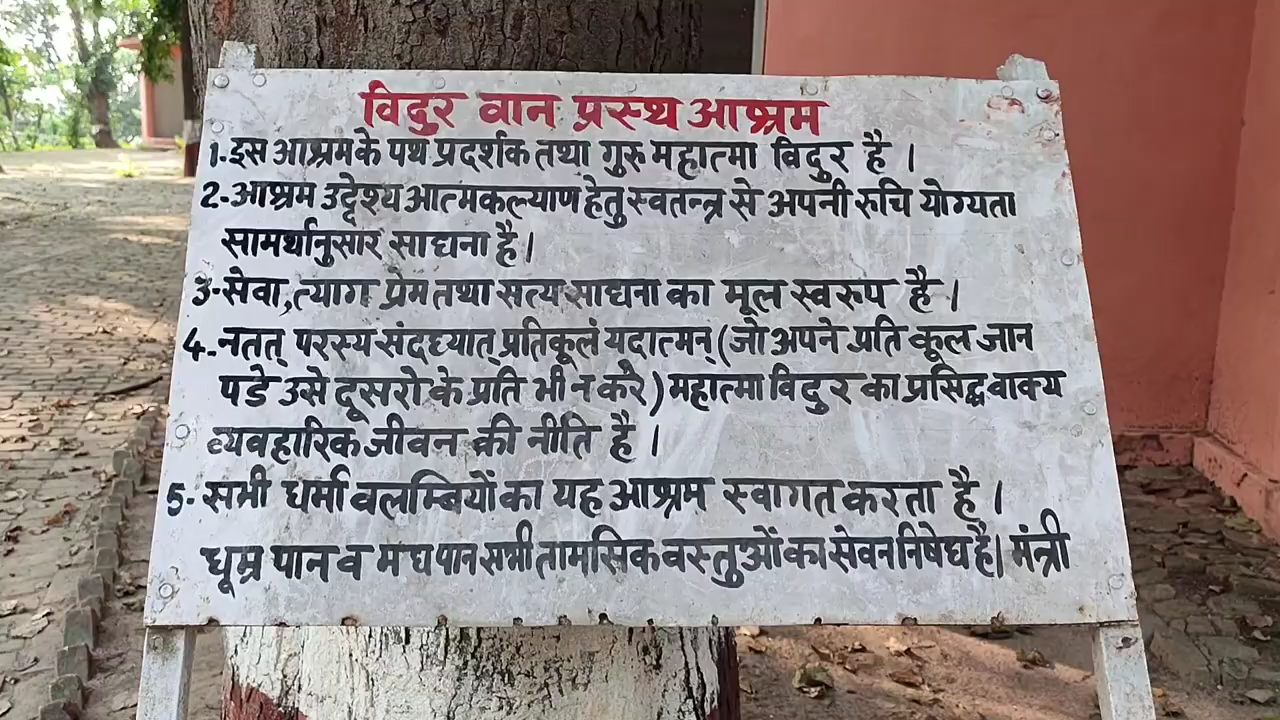 विदुर वान प्रस्थ आश्रम
1-इस आश्रम के पथ प्रदर्शक तथा गुरु महात्मा विदुर है ।
2-आश्रम उद्देश्य आत्मकल्याण हेतु स्वतन्त्र से अपनी रुचि योग्यता
सामर्थानुसार साधना है ।
3-सेवा, त्याग प्रेम तथा सत्य साधना का मूल स्वरुप है ।
4-नतत् परस्य संदध्यात् प्रतिकूलं यदात्मन् (जो अपने प्रति कूल जान
पडे उसे दूसरो के प्रति भी न करे) महात्मा विदुर का प्रसिद्ध वाक्य
व्यवहारिक जीवन की नीति है ।
5- सभी धर्मा वलम्बियों का यह आश्रम स्वागत करता है ।
धूम्र पान व मद्यपान सभी तामसिक वस्तुओं का सेवन निषेध है। मंन्त्री